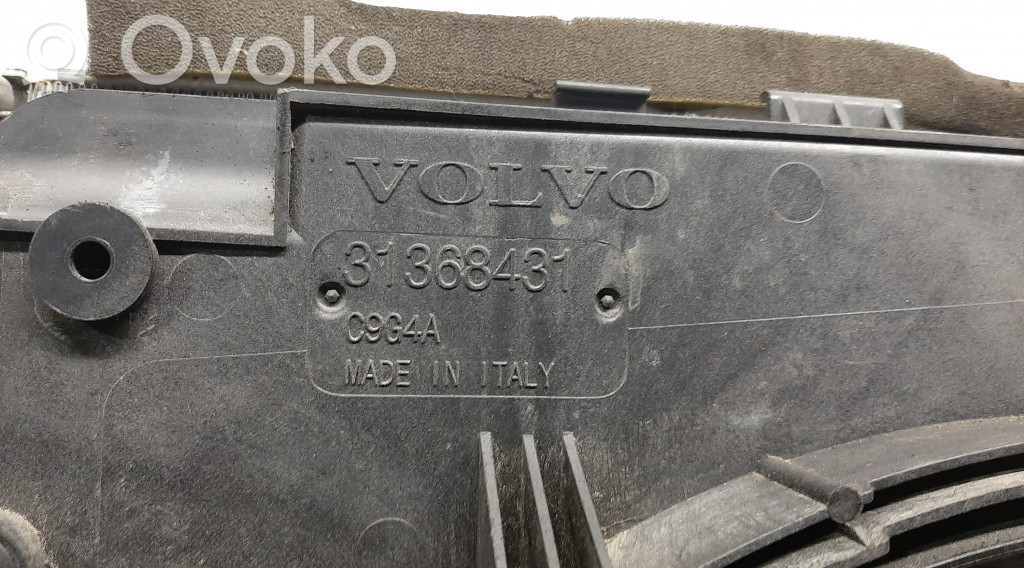 Ovoko
VOLVO
31368431
C9G4A
MADE IN ITALY